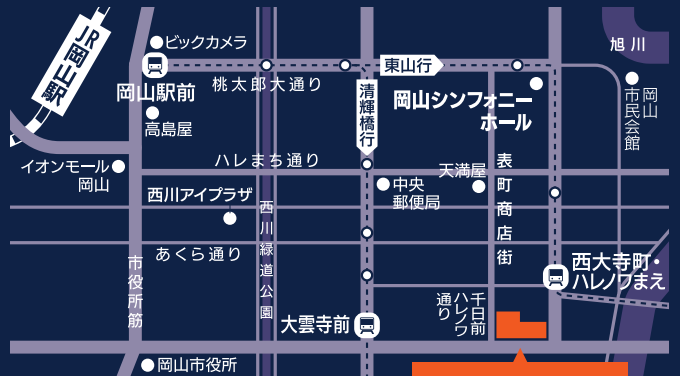 JR岡山駅
ビックカメラ
岡山駅前
桃太郎大通り
東山行
旭川
清輝橋行
岡山シンフォニー
ホール
岡山
市民会館
高島屋
ハレまち通り
イオンモール
岡山
西川アイプラザ
中央
郵便局
天満屋
表町商店街
西川緑道公園
あくら通り
市役所筋
大雲寺前
千日前
ハレノワ
通り
西大寺町・
ハレノワまえ
岡山市役所